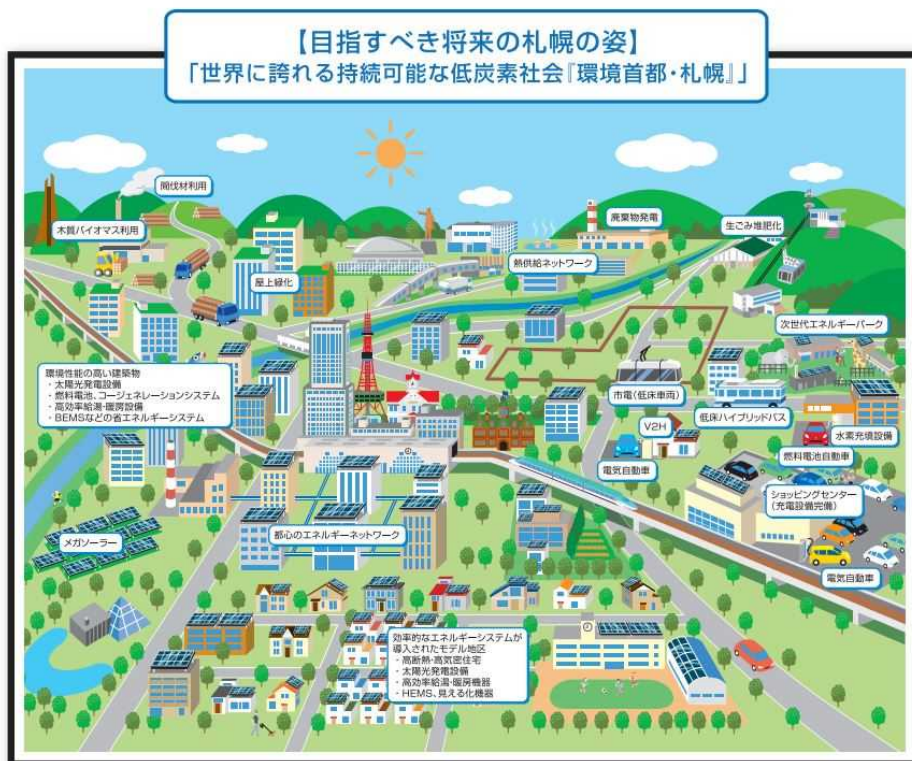 【目指すべき将来の札幌の姿】
「世界に誇れる持続可能な低炭素社会『環境首都・札幌』」
間伐材利用
木質バイオマス利用
屋上緑化
熱供給ネットワーク
廃棄物発電
生ごみ堆肥化
次世代エネルギーパーク
環境性能の高い建築物
・太陽光発電設備
・燃料電池、コージェネレーションシステム
・高効率給湯・暖房設備
・BEMSなどの省エネルギーシステム
市電(低床車両)
低床ハイブリッドバス
V2H
水素充填設備
電気自動車
燃料電池自動車
ショッピングセンター
(充電設備完備)
メガソーラー
都心のエネルギーネットワーク
電気自動車
効率的なエネルギーシステムが
導入されたモデル地区
・高断熱・高気密住宅
・太陽光発電設備
・高効率給湯・暖房機器
・HEMS、見える化機器